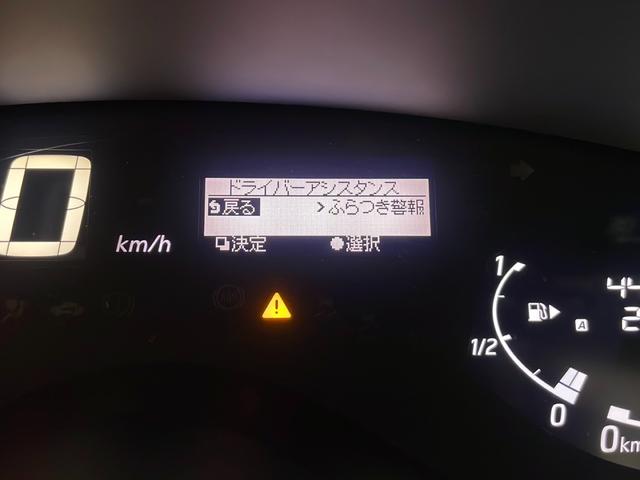 ドライバーアシスタンス
戻る >ふらつき警報
決定 選択
0 km/h
1
1/2
A
0
0km